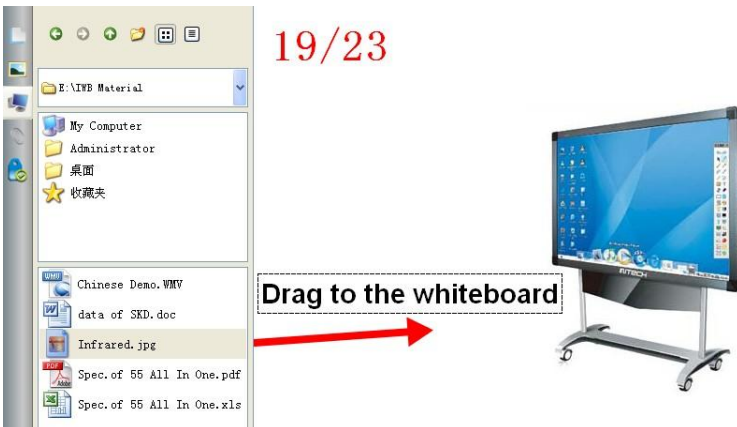 19/23
E:\IWB Material
My Computer
Administrator
桌面
收藏夹
Chinese Demo.WMV
data of SKD.doc
Infrared.jpg
Spec.of 55 All In One.pdf
Spec.of 55 All In One.xls
Drag to the whiteboard
INTECH